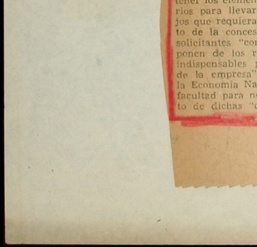 tener los elemen
rios para llevar
jos que requiera
to de la conces
solicitantes "con
ponen de los r
indispensables
de la empresa"
la Economía Na
facultad para n
ta de dichas "c